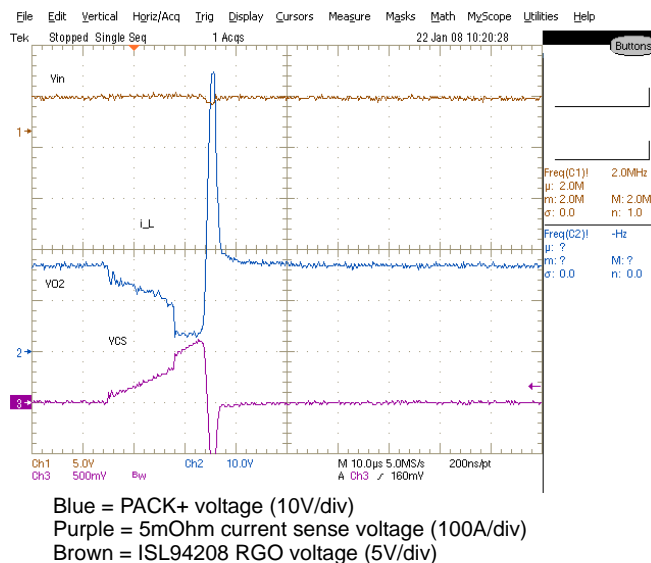 File Edit Vertical Horiz/Acq Trig Display Cursors Measure Masks Math MyScope Utilities Help
Tek Stopped Single Seq 1 Acqs 22 Jan 08 10:20:28
Buttons
Vin
1
i_L
VO2
VCS
2
3
Freq(C1)! 2.0MHz
µ: 2.0M
m: 2.0M M: 2.0M
σ: 0.0 n: 1.0
Freq(C2)! -Hz
µ: ?
m: ? M: ?
σ: 0.0 n: 0.0
Ch1 5.0V Ch2 10.0V M 10.0µs 5.0MS/s 200ns/pt
Ch3 500mV Bw A Ch3 / 160mV
Blue = PACK+ voltage (10V/div)
Purple = 5mOhm current sense voltage (100A/div)
Brown = ISL94208 RGO voltage (5V/div)